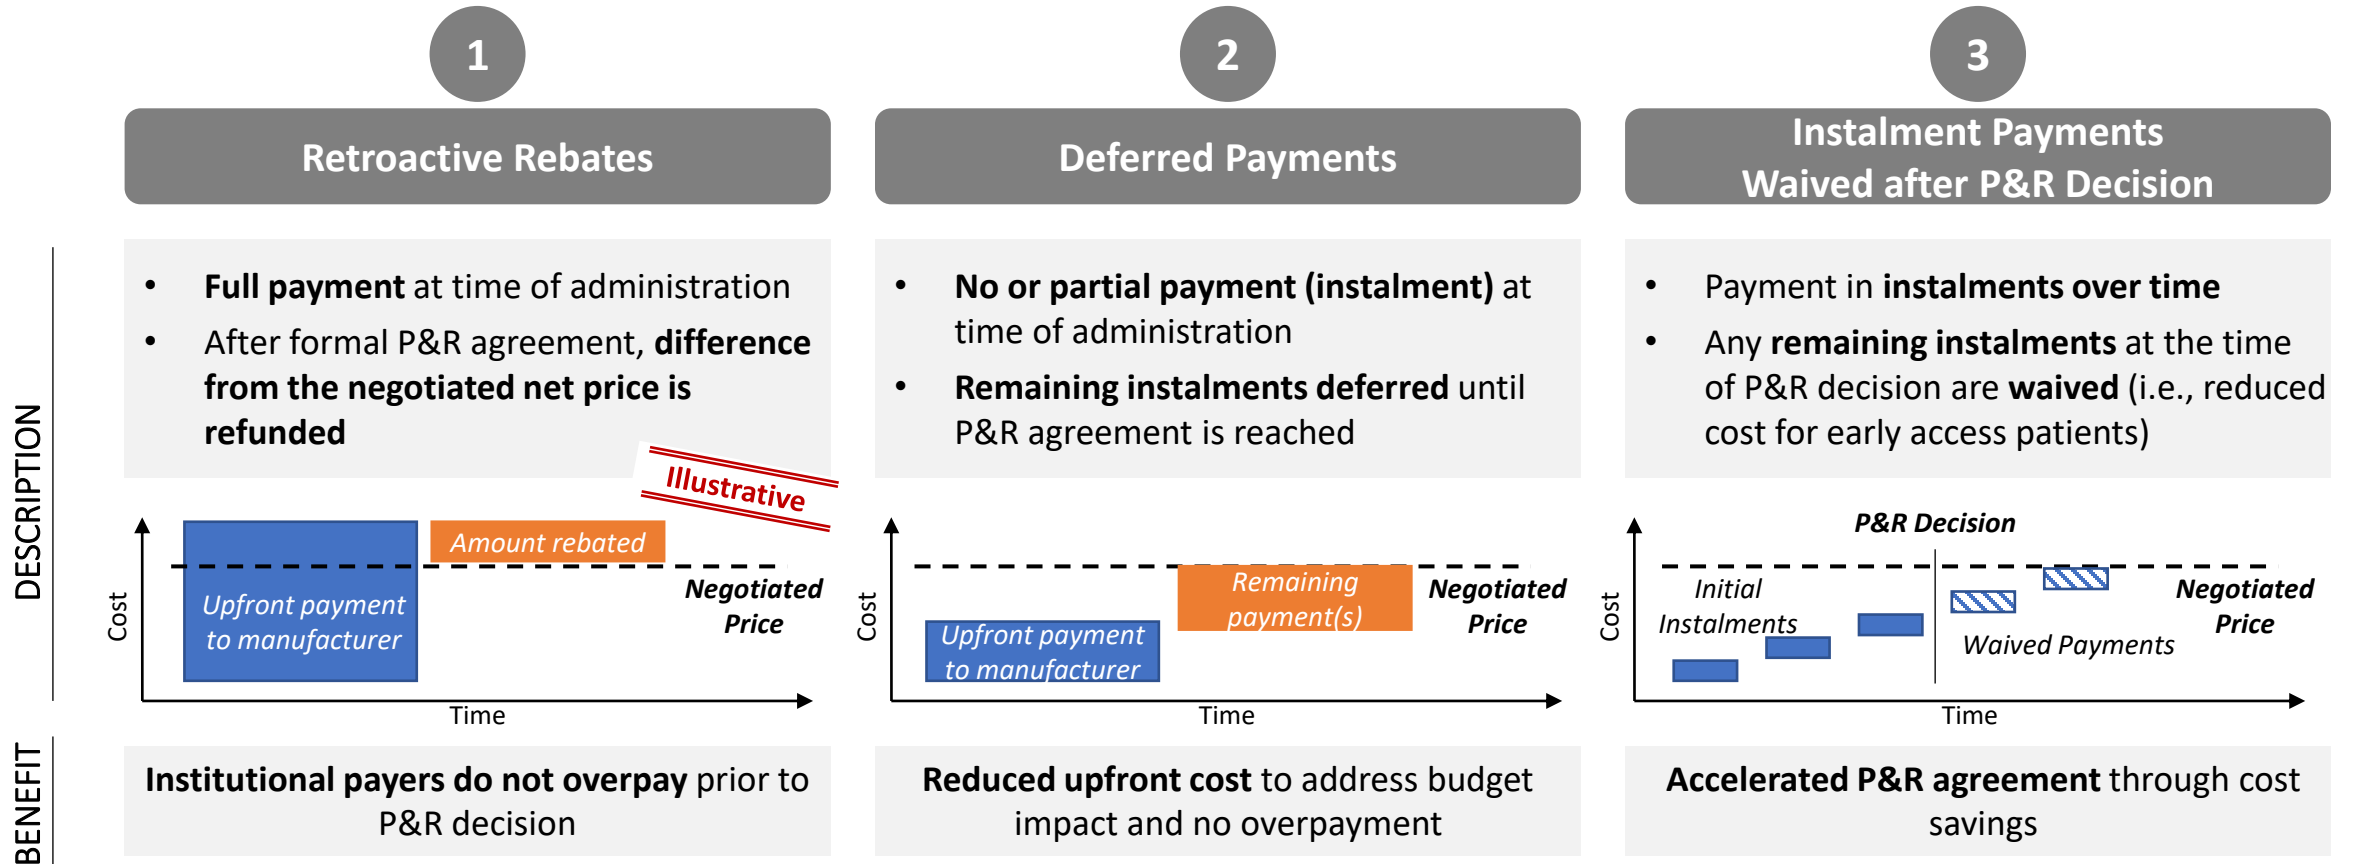 1
Retroactive Rebates
2
Deferred Payments
3
Instalment Payments
Waived after P&R Decision
DESCRIPTION
• Full payment at time of administration
• After formal P&R agreement, difference
from the negotiated net price is
refunded
Illustrative
• No or partial payment (instalment) at
time of administration
• Remaining instalments deferred until
P&R agreement is reached
• Payment in instalments over time
• Any remaining instalments at the time
of P&R decision are waived (i.e., reduced
cost for early access patients)
Cost
Upfront payment
to manufacturer
Amount rebated
Negotiated
Price
Time
Cost
Upfront payment
to manufacturer
Remaining
payment(s)
Negotiated
Price
Time
Cost
P&R Decision
Initial
Instalments
Waived Payments
Negotiated
Price
Time
BENEFIT
Institutional payers do not overpay prior to
P&R decision
Reduced upfront cost to address budget
impact and no overpayment
Accelerated P&R agreement through cost
savings